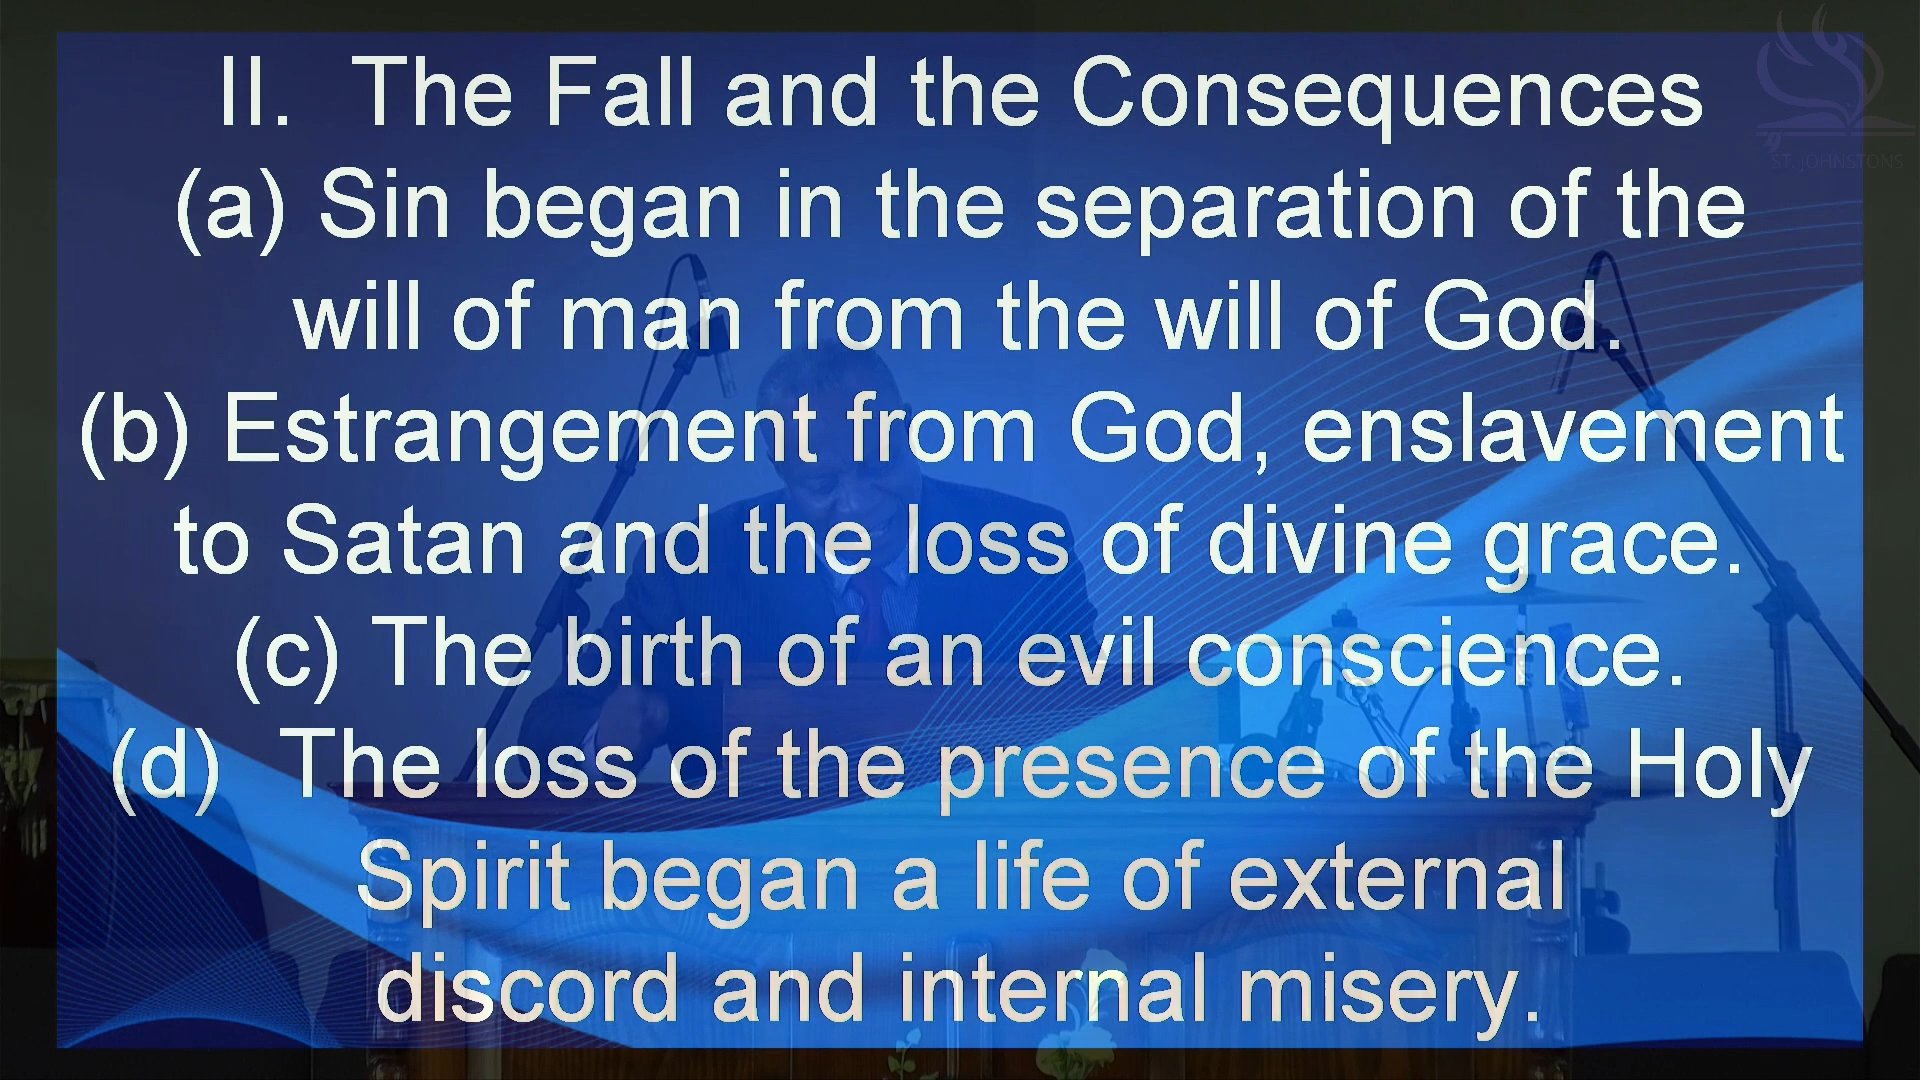 II.  The Fall and the Consequences
(a) Sin began in the separation of the
will of man from the will of God.
(b) Estrangement from God, enslavement
to Satan and the loss of divine grace.
(c) The birth of an evil conscience.
(d)  The loss of the presence of the Holy
Spirit began a life of external
discord and internal misery.
ST. JOHNSTONS